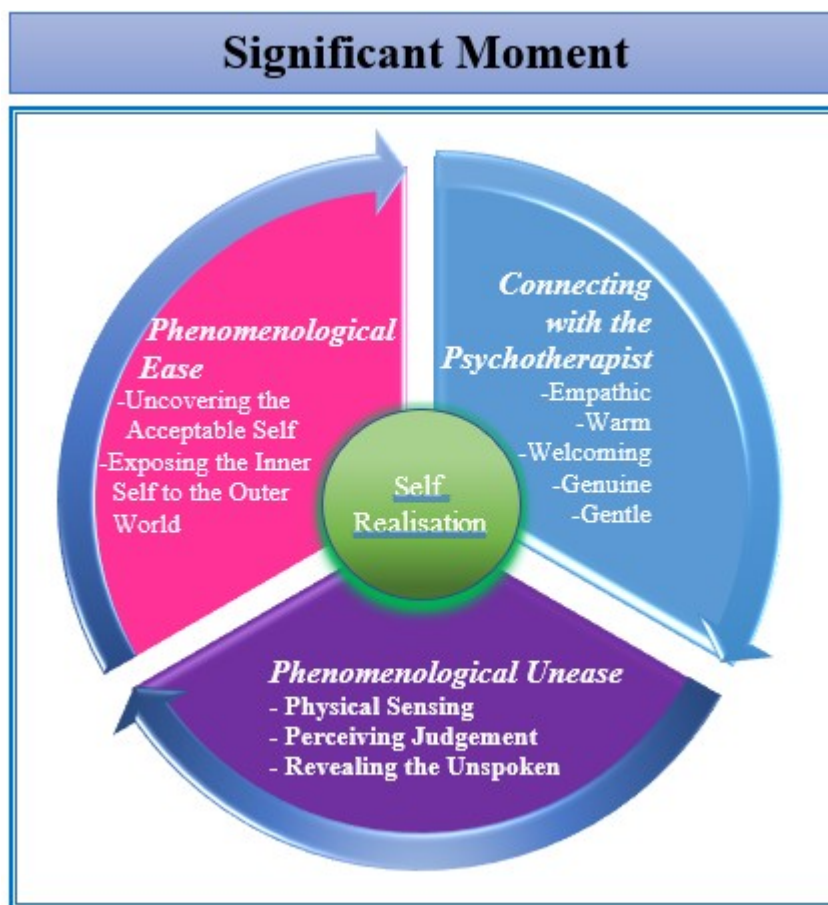 Significant Moment
Phenomenological
Ease
-Uncovering the
Acceptable Self
-Exposing the Inner
Self to the Outer
World
Connecting
with the
Psychotherapist
-Empathic
-Warm
-Welcoming
-Genuine
-Gentle
Self
Realisation
Phenomenological Unease
- Physical Sensing
- Perceiving Judgement
- Revealing the Unspoken